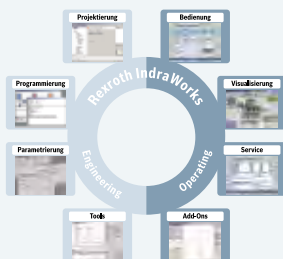 Projektierung
Bedienung
Programmierung
Visualisierung
Parametrierung
Service
Tools
Add-Ons
Rexroth IndraWorks
Engineering
Operating